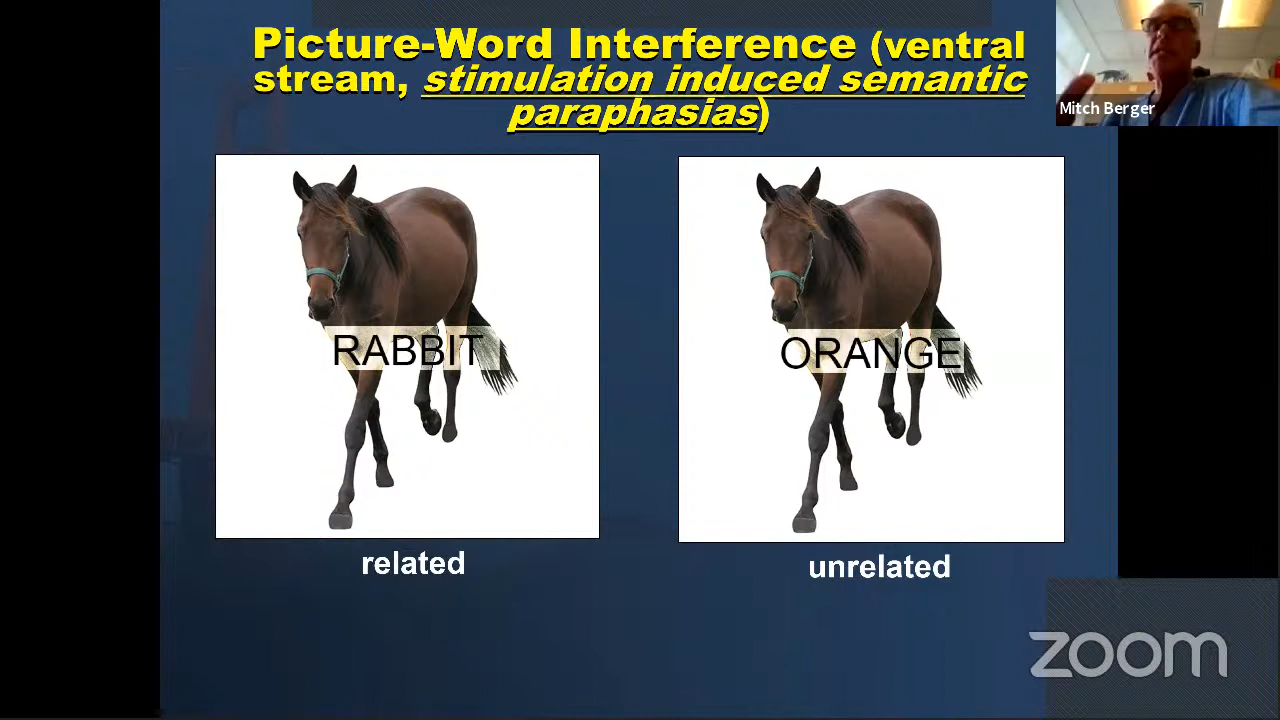 Picture-Word Interference (ventral
stream, stimulation induced semantic
paraphasias)
Mitch Berger
RABBIT
ORANGE
related
unrelated
zoom